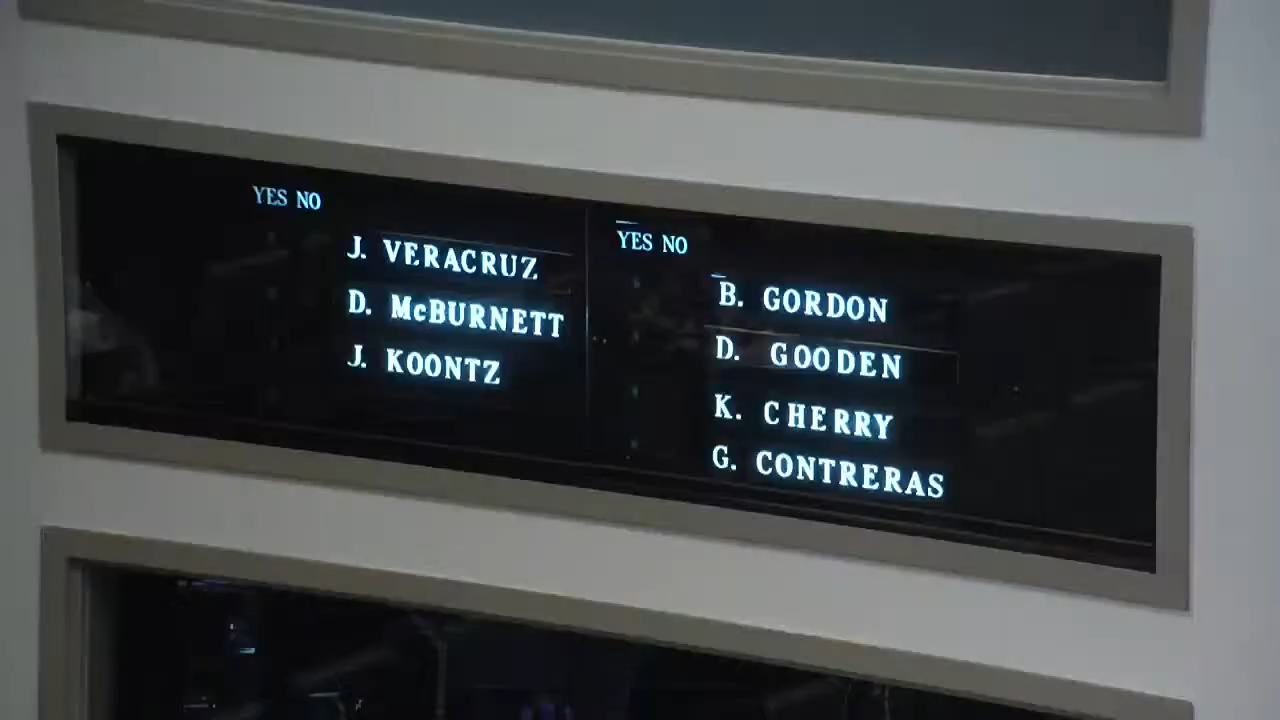 YES NO
J. VERACRUZ
D. McBURNETT
J. KOONTZ
YES NO
B. GORDON
D. GOODEN
K. CHERRY
G. CONTRERAS